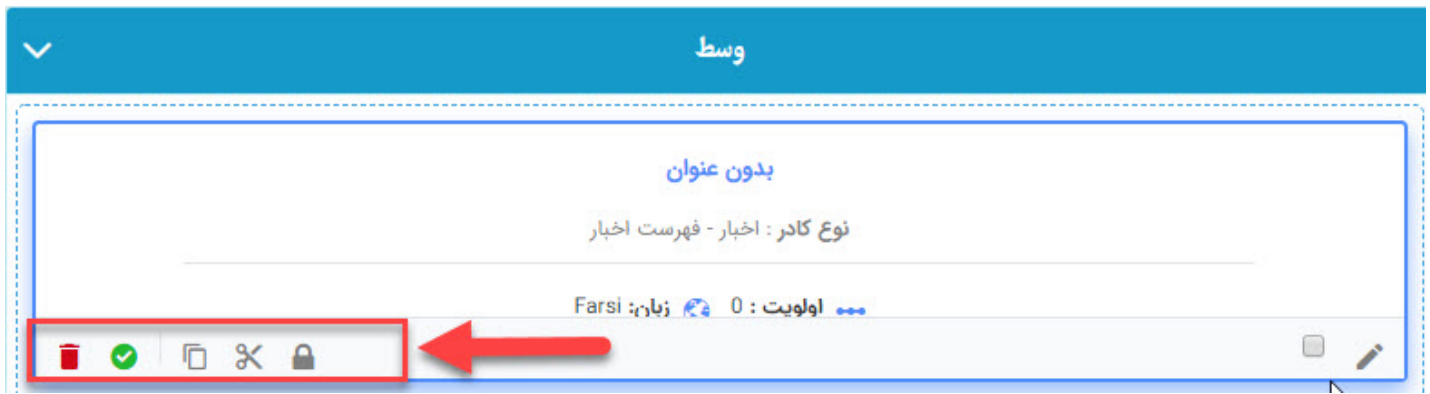 وسط
بدون عنوان
نوع کادر : اخبار - فهرست اخبار
اولویت : 0 زبان: Farsi